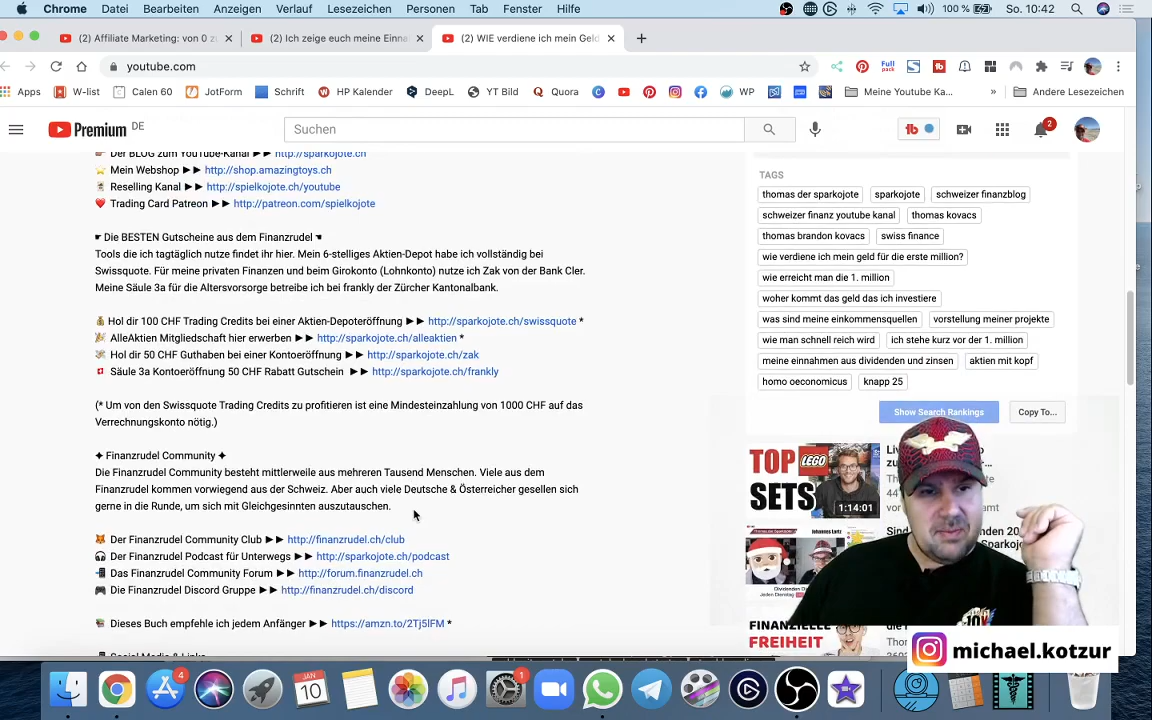 Chrome Datei Bearbeiten Anzeigen Verlauf Lesezeichen Personen Tab Fenster Hilfe 100 % So. 10:42
(2) Affiliate Marketing: von 0 z
(2) Ich zeige euch meine Einna
(2) WIE verdiene ich mein Geld
youtube.com
Apps W-list Calen 60 JotForm Schrift HP Kalender DeepL YT Bild Quora WP Meine Youtube Ka... » Andere Lesezeichen
Premium DE
Suchen
2
Der BLOG zum YouTube-Kanal ►► http://sparkojote.ch
Mein Webshop ►► http://shop.amazingtoys.ch
Reselling Kanal ►► http://spielkojote.ch/youtube
Trading Card Patreon ►► http://patreon.com/spielkojote
☛ Die BESTEN Gutscheine aus dem Finanzrudel ☚
Tools die ich tagtäglich nutze findet ihr hier. Mein 6-stelliges Aktien-Depot habe ich vollständig bei
Swissquote. Für meine privaten Finanzen und beim Girokonto (Lohnkonto) nutze ich Zak von der Bank Cler.
Meine Säule 3a für die Altersvorsorge betreibe ich bei frankly der Zürcher Kantonalbank.
Hol dir 100 CHF Trading Credits bei einer Aktien-Depoteröffnung ►► http://sparkojote.ch/swissquote *
AlleAktien Mitgliedschaft hier erwerben ►► http://sparkojote.ch/alleaktien *
Hol dir 50 CHF Guthaben bei einer Kontoeröffnung ►► http://sparkojote.ch/zak
Säule 3a Kontoeröffnung 50 CHF Rabatt Gutschein ►► http://sparkojote.ch/frankly
(* Um von den Swissquote Trading Credits zu profitieren ist eine Mindesteinzahlung von 1000 CHF auf das
Verrechnungskonto nötig.)
✦ Finanzrudel Community ✦
Die Finanzrudel Community besteht mittlerweile aus mehreren Tausend Menschen. Viele aus dem
Finanzrudel kommen vorwiegend aus der Schweiz. Aber auch viele Deutsche & Österreicher gesellen sich
gerne in die Runde, um sich mit Gleichgesinnten auszutauschen.
Der Finanzrudel Community Club ►► http://finanzrudel.ch/club
Der Finanzrudel Podcast für Unterwegs ►► http://sparkojote.ch/podcast
Das Finanzrudel Community Forum ►► http://forum.finanzrudel.ch
Die Finanzrudel Discord Gruppe ►► http://finanzrudel.ch/discord
Dieses Buch empfehle ich jedem Anfänger ►► https://amzn.to/2Tj5lFM *
TAGS
thomas der sparkojote sparkojote schweizer finanzblog
schweizer finanz youtube kanal thomas kovacs
thomas brandon kovacs swiss finance
wie verdiene ich mein geld für die erste million?
wie erreicht man die 1. million
woher kommt das geld das ich investiere
was sind meine einkommensquellen vorstellung meiner projekte
wie man schnell reich wird ich stehe kurz vor der 1. million
meine einnahmen aus dividenden und zinsen aktien mit kopf
homo oeconomicus knapp 25
Show Search Rankings Copy To...
TOP LEGO
SETS
1:14:01
FINANZIELLE
FREIHEIT
michael.kotzur
4
JAN
10
1